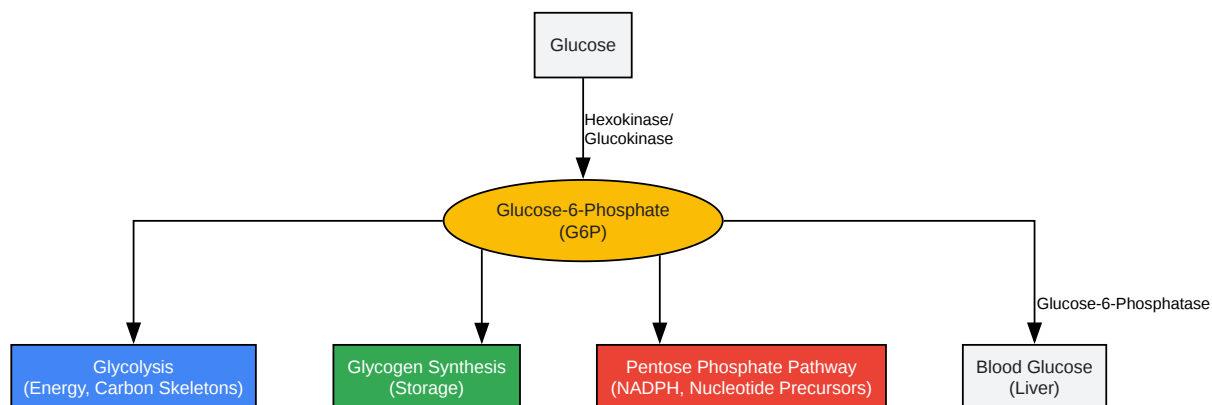 Glucose
Hexokinase/
Glucokinase
Glucose-6-Phosphate
(G6P)
Glucose-6-Phosphatase
Glycolysis
(Energy, Carbon Skeletons)
Glycogen Synthesis
(Storage)
Pentose Phosphate Pathway
(NADPH, Nucleotide Precursors)
Blood Glucose
(Liver)